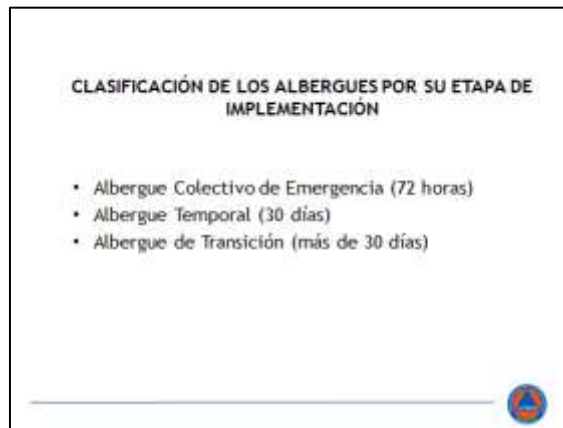 CLASIFICACIÓN DE LOS ALBERGUES POR SU ETAPA DE
IMPLEMENTACIÓN
• Albergue Colectivo de Emergencia (72 horas)
• Albergue Temporal (30 días)
• Albergue de Transición (más de 30 días)